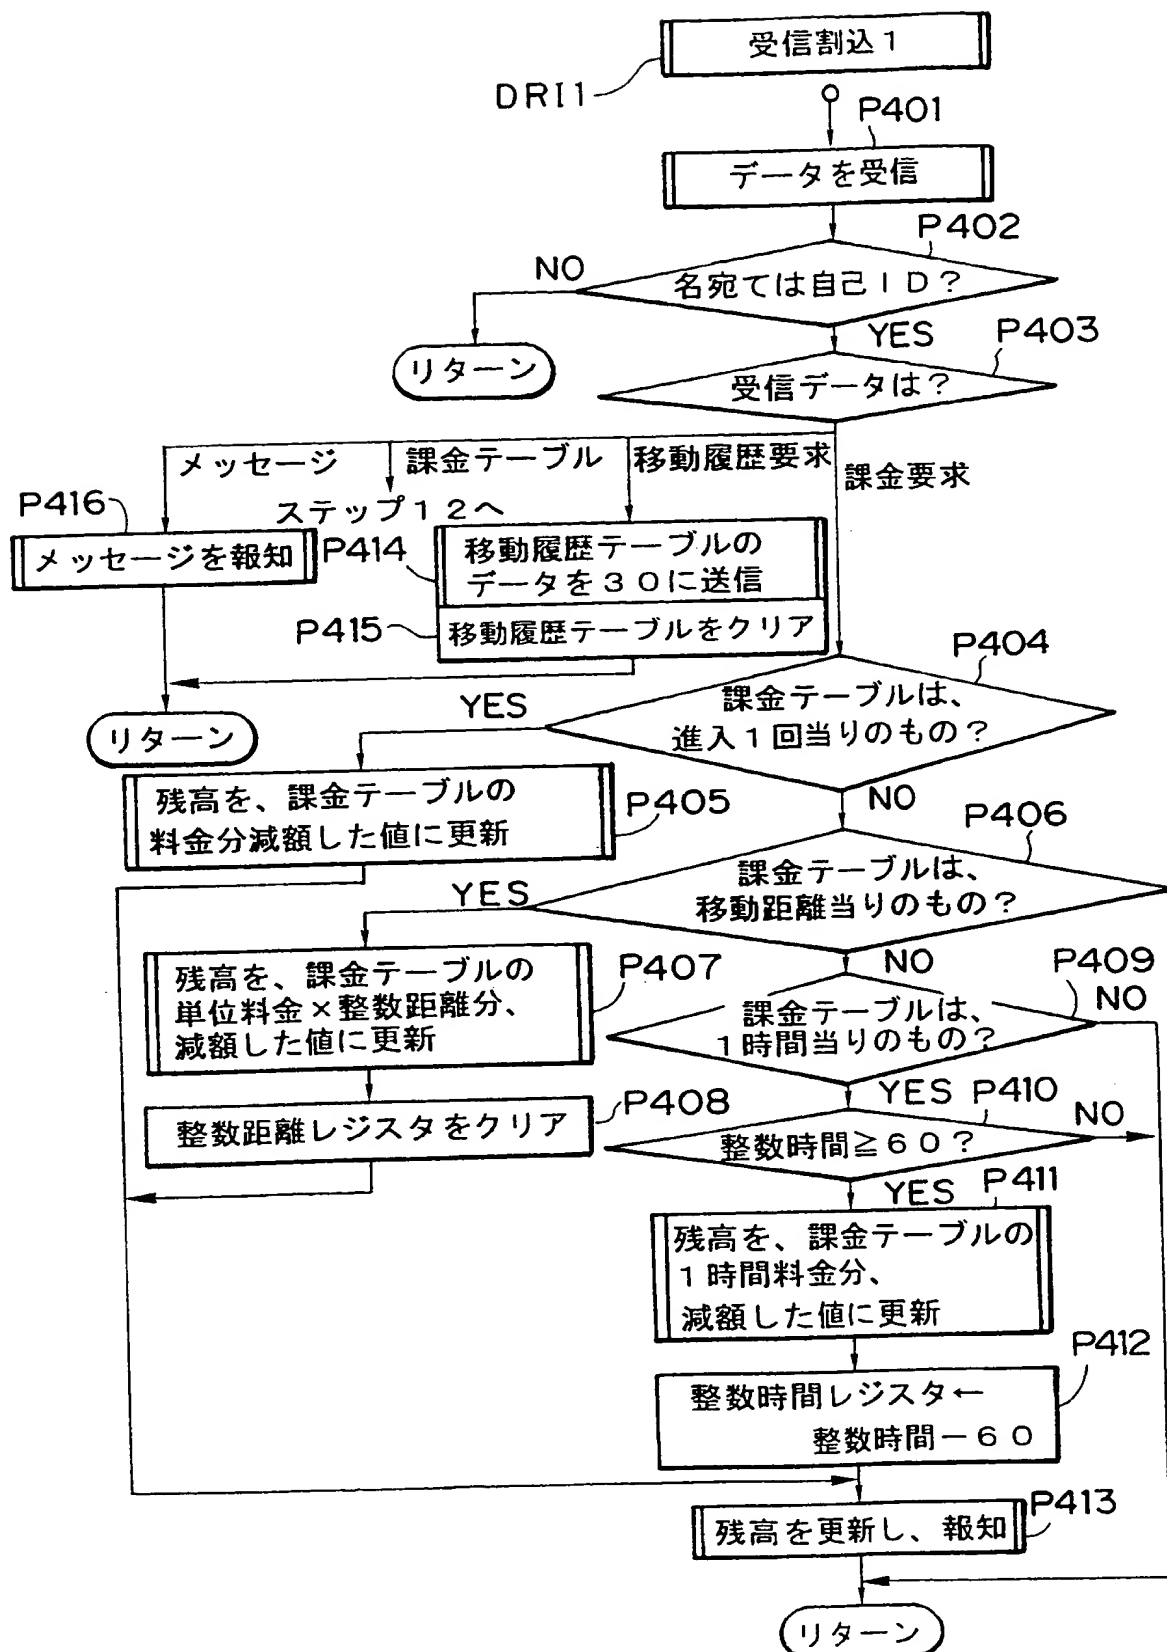 受信割込１
DRI1
P401
データを受信
P402
NO
名宛ては自己ＩＤ？
YES
P403
リターン
受信データは？
メッセージ
課金テーブル
移動履歴要求
課金要求
P416
ステップ１２へ
メッセージを報知
P414
移動履歴テーブルの
データを３０に送信
P415
移動履歴テーブルをクリア
P404
YES
課金テーブルは、
進入１回当りのもの？
リターン
残高を、課金テーブルの
料金分減額した値に更新
P405
NO
P406
YES
課金テーブルは、
移動距離当りのもの？
残高を、課金テーブルの
単位料金×整数距離分、
減額した値に更新
P407
NO
P409
NO
課金テーブルは、
１時間当りのもの？
整数距離レジスタをクリア
P408
YES
P410
NO
整数時間≧６０？
YES
P411
残高を、課金テーブルの
１時間料金分、
減額した値に更新
P412
整数時間レジスタ←
整数時間－６０
P413
残高を更新し、報知
リターン